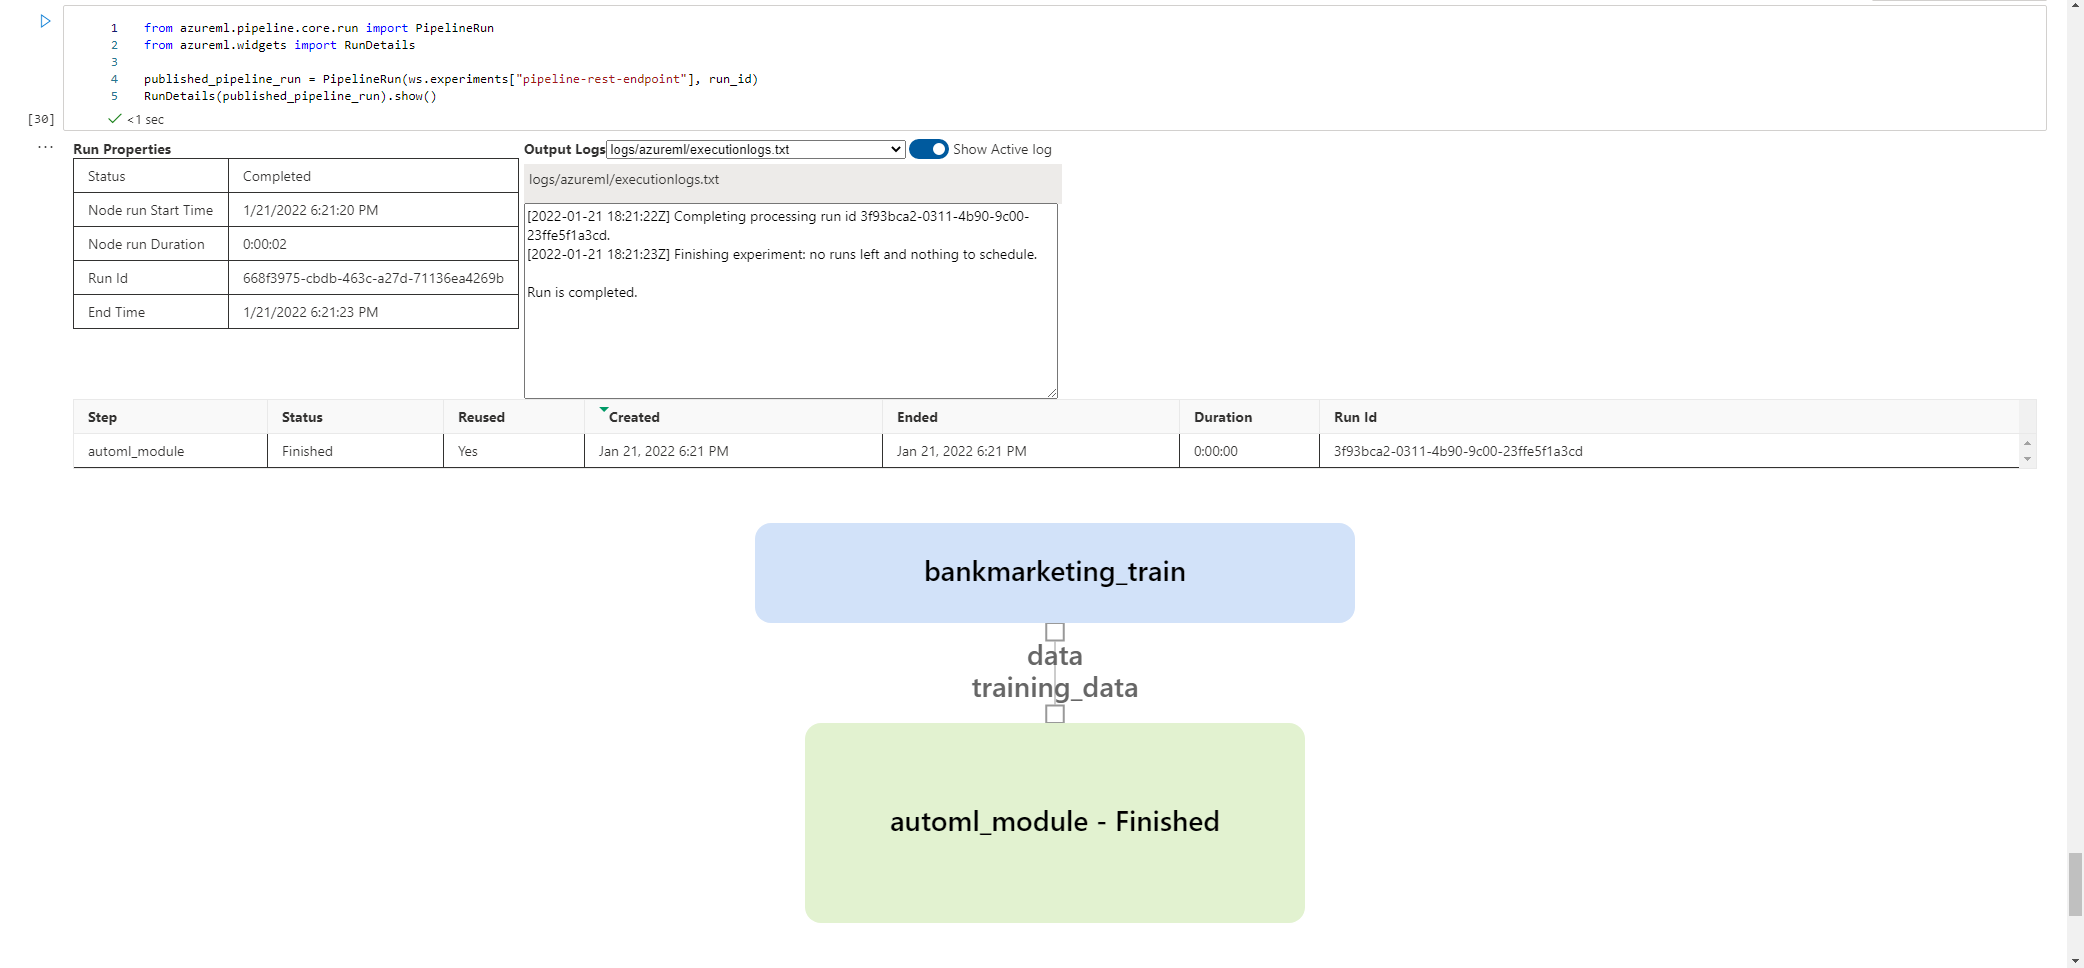 1 from azureml.pipeline.core.run import PipelineRun
2 from azureml.widgets import RunDetails
3
4 published_pipeline_run = PipelineRun(ws.experiments["pipeline-rest-endpoint"], run_id)
5 RunDetails(published_pipeline_run).show()
[30] <1 sec
Run Properties
Status Completed
Node run Start Time 1/21/2022 6:21:20 PM
Node run Duration 0:00:02
Run Id 668f3975-cbdb-463c-a27d-71136ea4269b
End Time 1/21/2022 6:21:23 PM
Output Logs logs/azureml/executionlogs.txt Show Active log
logs/azureml/executionlogs.txt
[2022-01-21 18:21:22Z] Completing processing run id 3f93bca2-0311-4b90-9c00-
23ffe5f1a3cd.
[2022-01-21 18:21:23Z] Finishing experiment: no runs left and nothing to schedule.
Run is completed.
Step Status Reused Created Ended Duration Run Id
automl_module Finished Yes Jan 21, 2022 6:21 PM Jan 21, 2022 6:21 PM 0:00:00 3f93bca2-0311-4b90-9c00-23ffe5f1a3cd
bankmarketing_train
data
training_data
automl_module - Finished